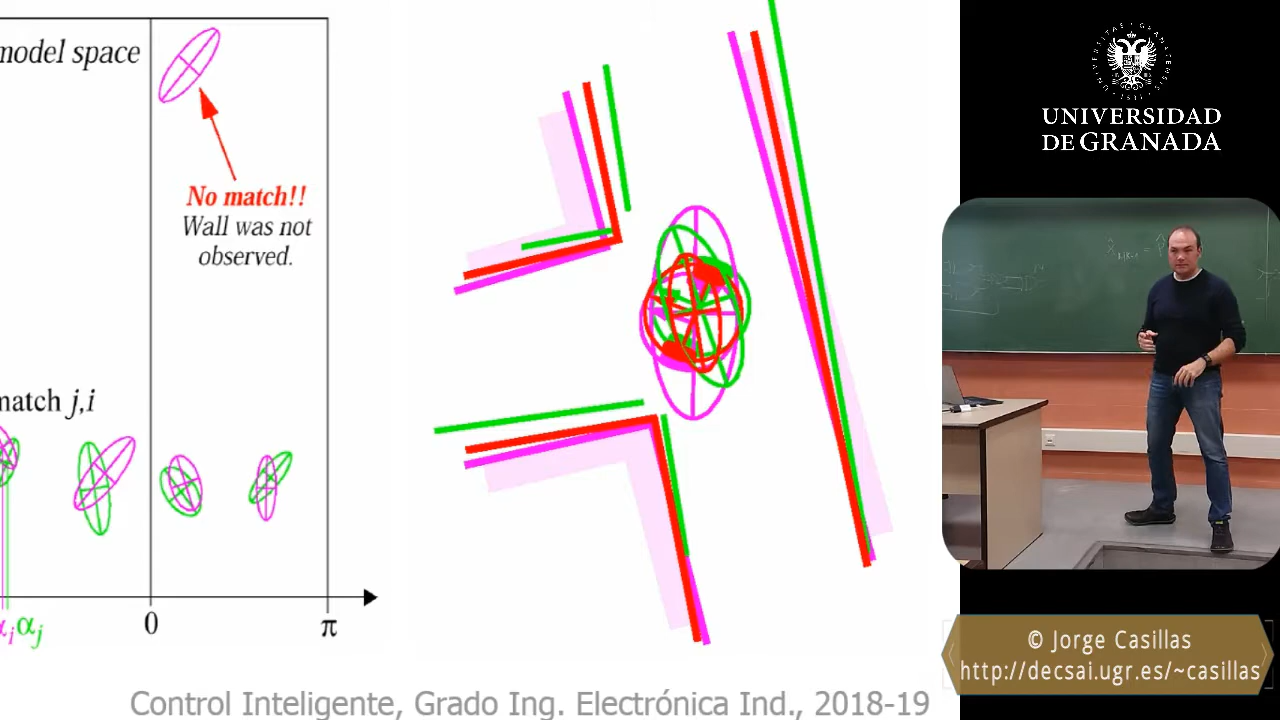 model space
No match!!
Wall was not
observed.
match j,i
αj
0
π
Control Inteligente, Grado Ing. Electrónica Ind., 2018-19
UNIVERSIDAD
DE GRANADA
© Jorge Casillas
http://decsai.ugr.es/~casillas